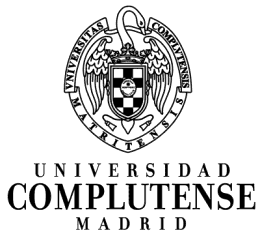 UNIVERSITAS COMPLUTENSIS
MATRITENSIS
UNIVERSIDAD
COMPLUTENSE
MADRID